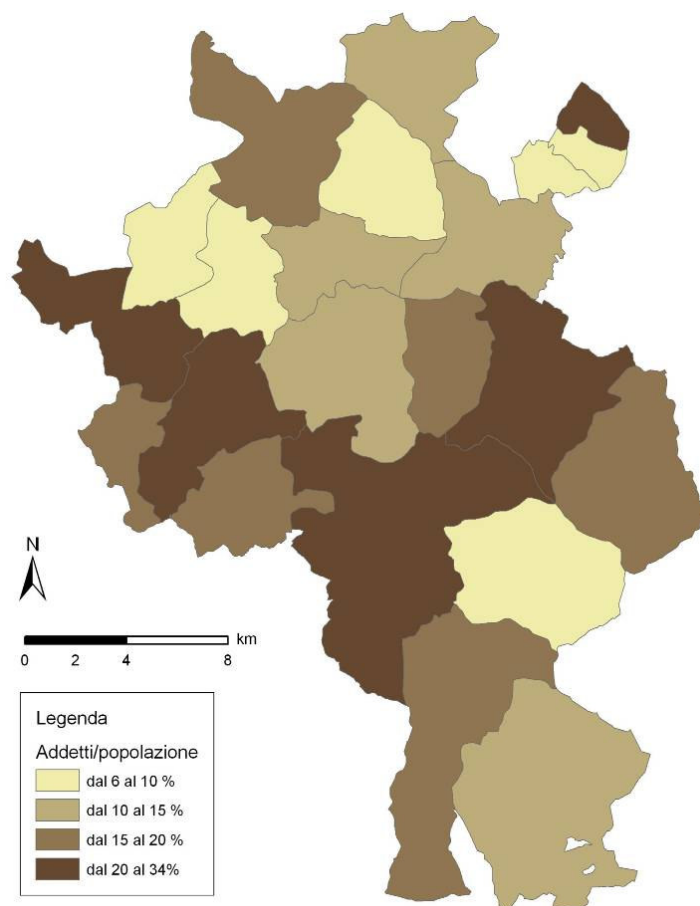 N
km
0 2 4 8
Legenda
Addetti/popolazione
dal 6 al 10 %
dal 10 al 15 %
dal 15 al 20 %
dal 20 al 34%